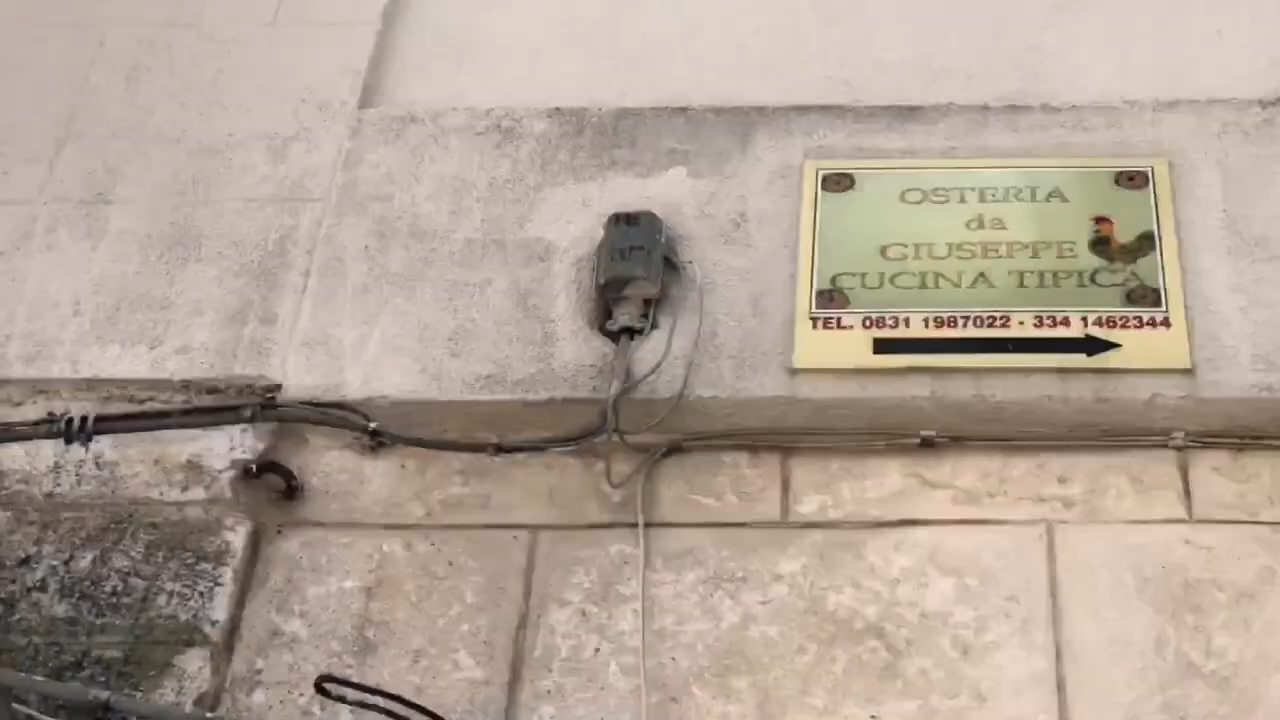 OSTERIA
da
GIUSEPPE
CUCINA TIPICA
TEL. 0831 1987022 - 334 1462344